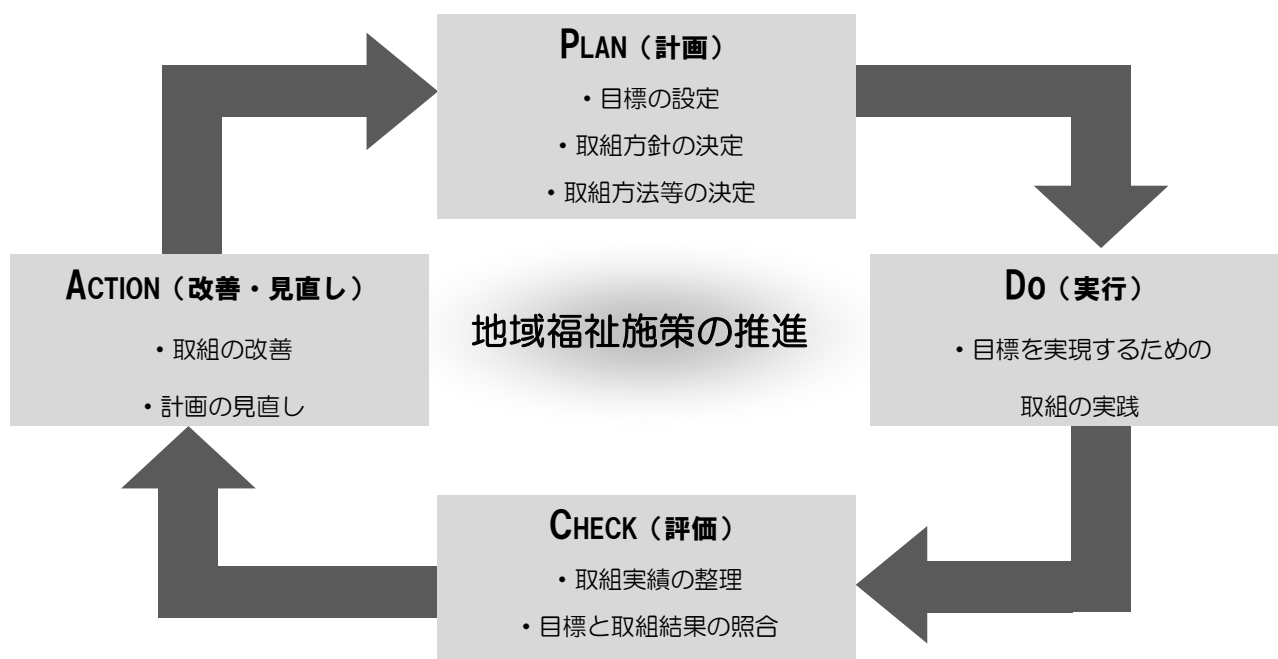 PLAN（計画）
・目標の設定
・取組方針の決定
・取組方法等の決定
ACTION（改善・見直し）
・取組の改善
・計画の見直し
地域福祉施策の推進
DO（実行）
・目標を実現するための
取組の実践
CHECK（評価）
・取組実績の整理
・目標と取組結果の照合